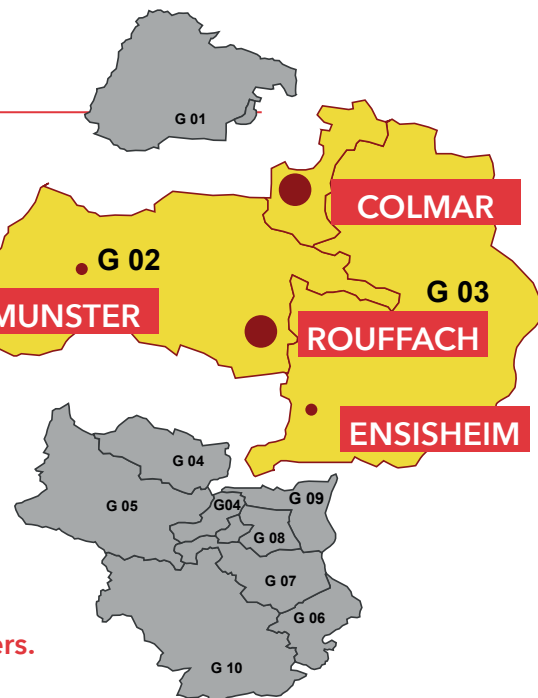 G 01
COLMAR
G 02
G 03
MUNSTER
ROUFFACH
ENSISHEIM
G 04
G 05
G04
G 09
G 08
G 07
G 06
G 10
ers.